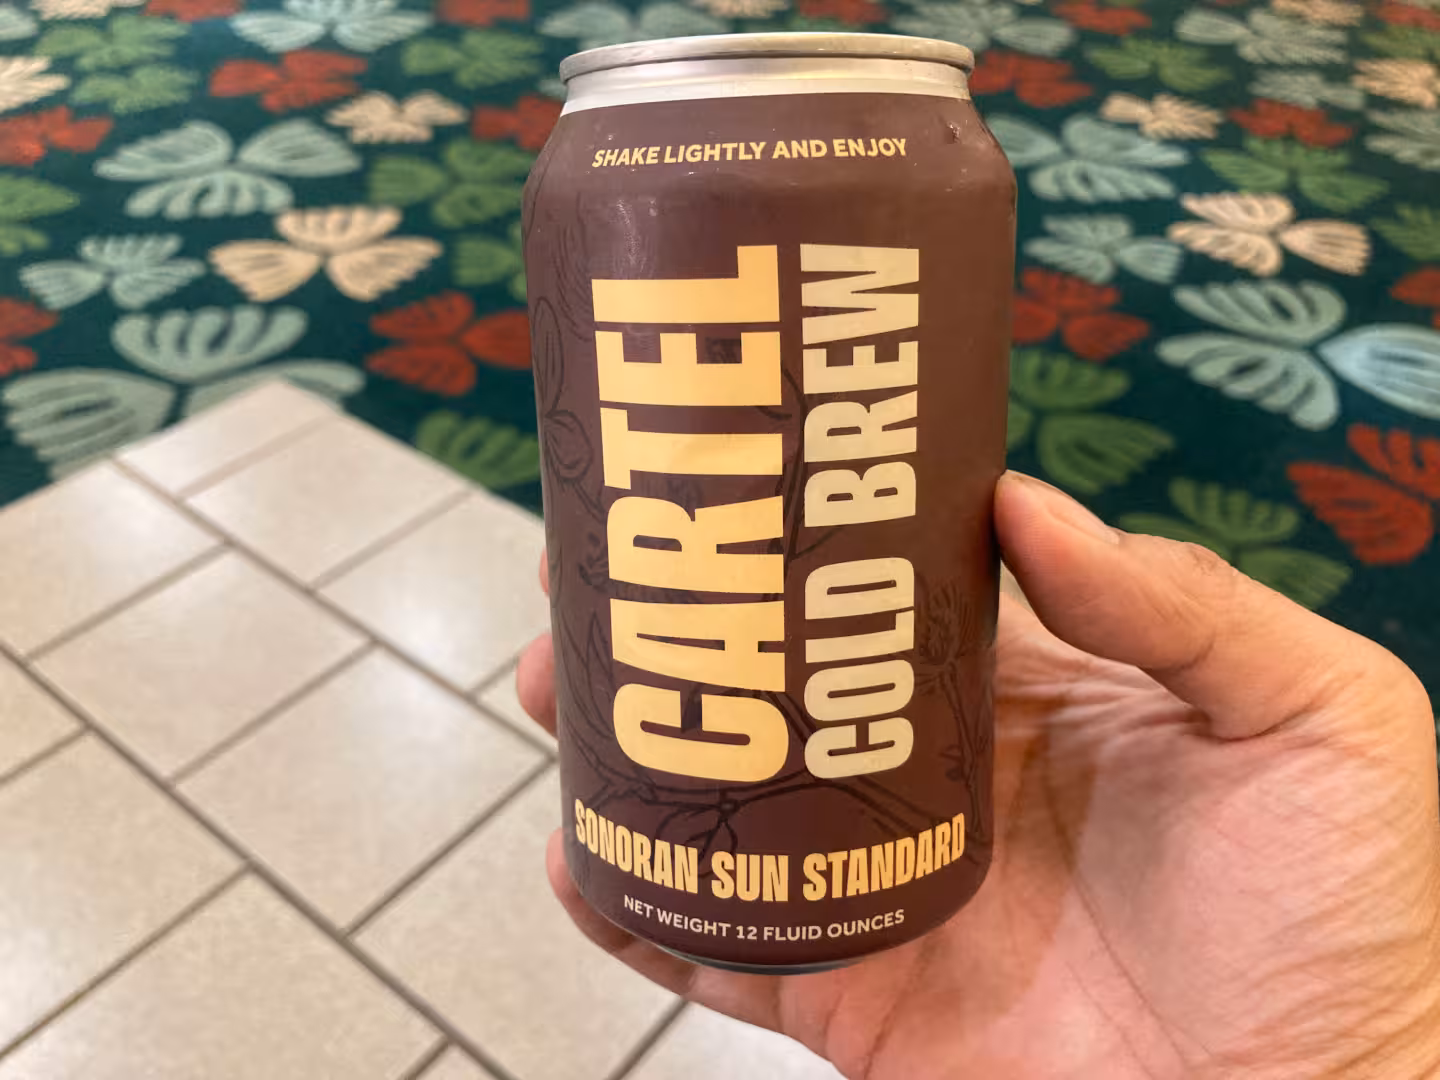 SHAKE LIGHTLY AND ENJOY
CARTEL
COLD BREW
SONORAN SUN STANDARD
NET WEIGHT 12 FLUID OUNCES